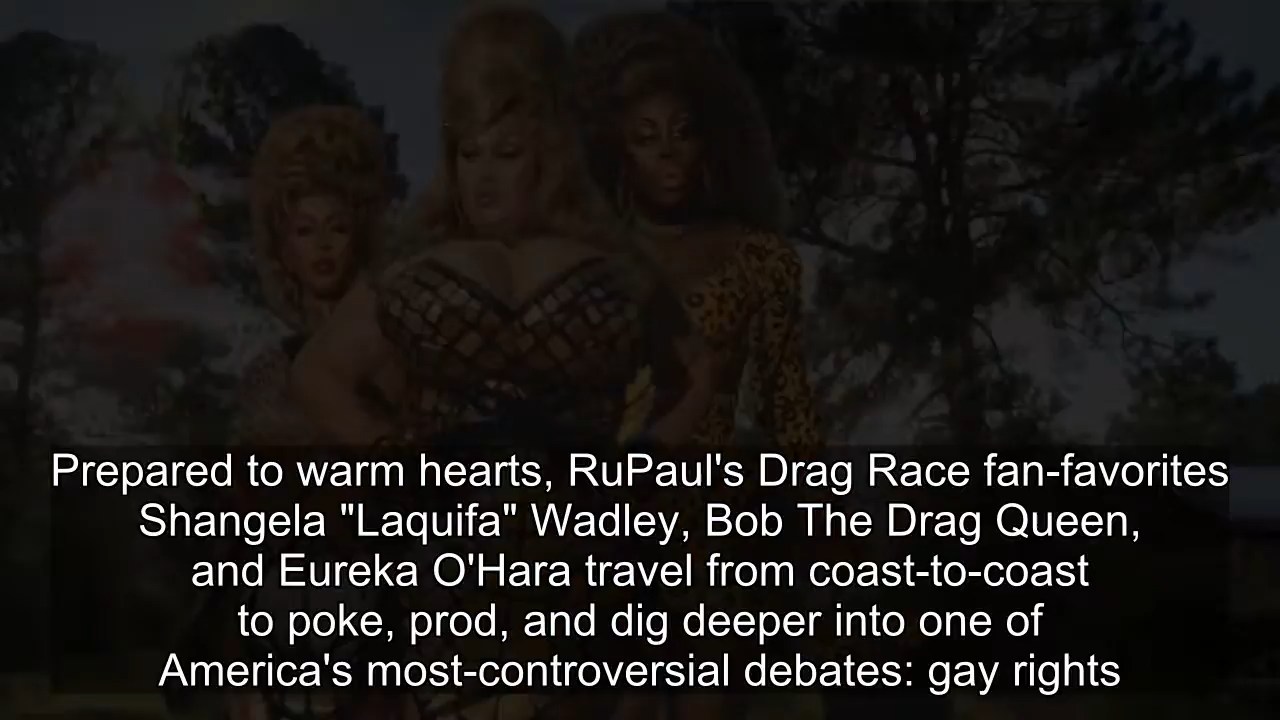 Prepared to warm hearts, RuPaul's Drag Race fan-favorites
Shangela "Laquifa" Wadley, Bob The Drag Queen,
and Eureka O'Hara travel from coast-to-coast
to poke, prod, and dig deeper into one of
America's most-controversial debates: gay rights